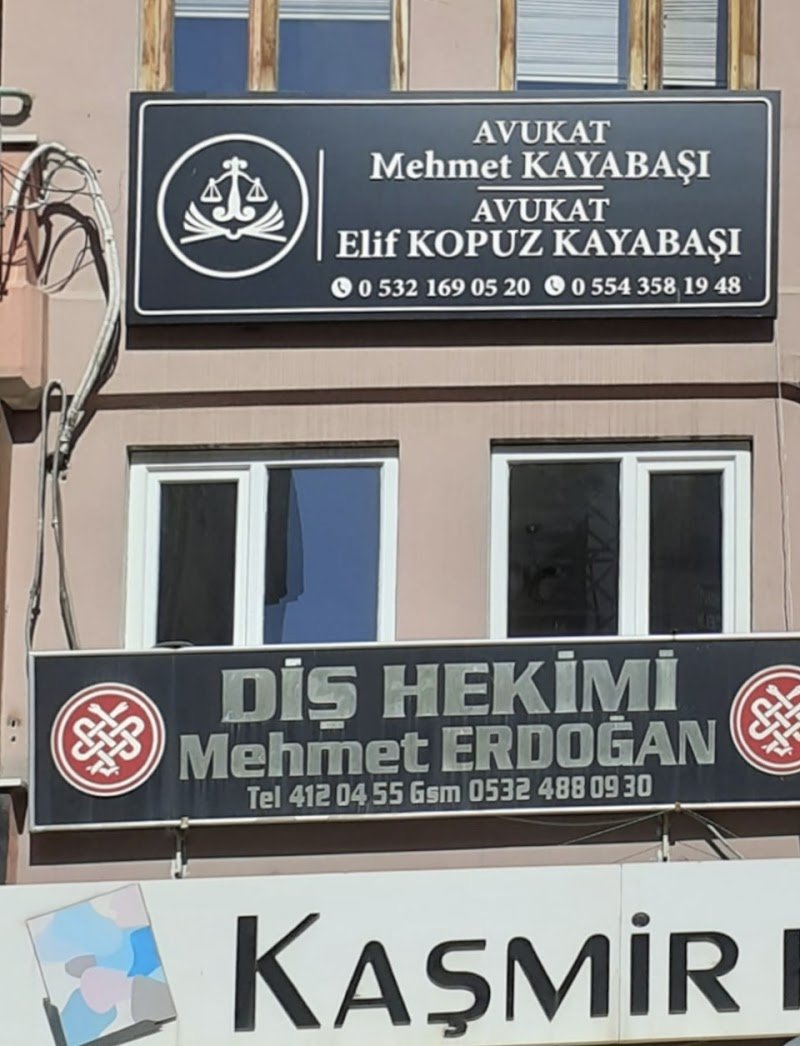 AVUKAT
Mehmet KAYABAŞI
AVUKAT
Elif KOPUZ KAYABAŞI
0 532 169 05 20 0 554 358 19 48
DİŞ HEKİMİ
Mehmet ERDOĞAN
Tel 412 04 55 Gsm 0532 488 09 30
KAŞMİR